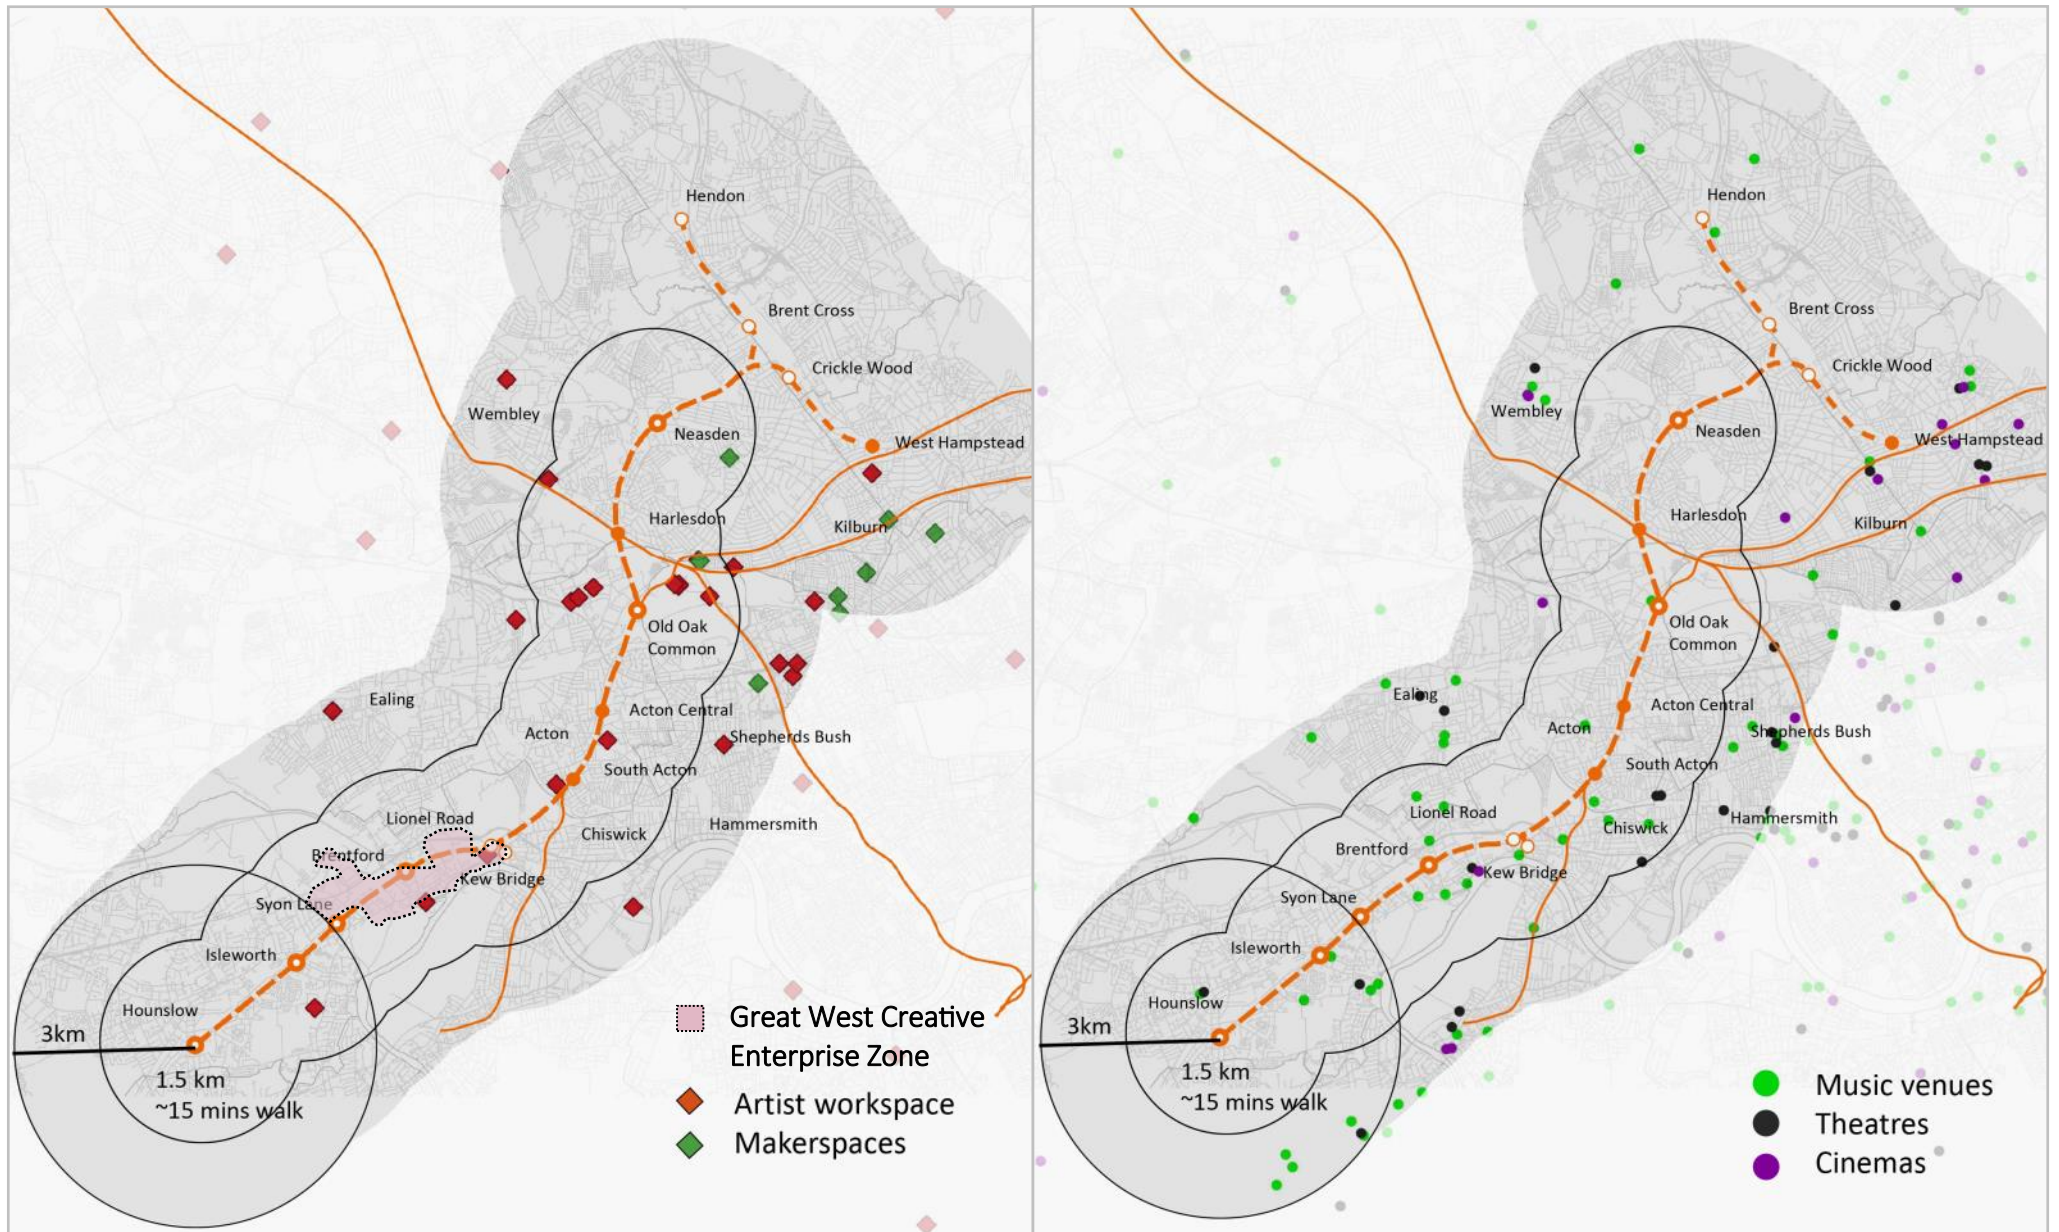 Hendon
Brent Cross
Crickle Wood
Wembley
Neasden
West Hampstead
Harlesdon
Kilburn
Old Oak
Common
Ealing
Acton Central
Acton
Shepherds Bush
South Acton
Lionel Road
Hammersmith
Chiswick
Brentford
Kew Bridge
Syon Lane
Isleworth
Hounslow
3km
1.5 km
~15 mins walk
Great West Creative
Enterprise Zone
Artist workspace
Makerspaces
Hendon
Brent Cross
Crickle Wood
Wembley
Neasden
West Hampstead
Harlesdon
Kilburn
Old Oak
Common
Ealing
Acton Central
Acton
Shepherds Bush
South Acton
Lionel Road
Hammersmith
Chiswick
Brentford
Kew Bridge
Syon Lane
Isleworth
Hounslow
3km
1.5 km
~15 mins walk
Music venues
Theatres
Cinemas